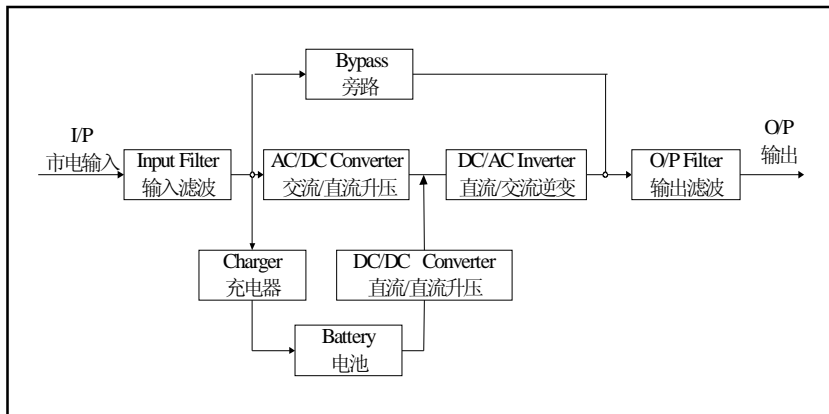 Bypass
旁路
I/P
市电输入
Input Filter
输入滤波
AC/DC Converter
交流/直流升压
DC/AC Inverter
直流/交流逆变
O/P Filter
输出滤波
O/P
输出
Charger
充电器
DC/DC Converter
直流/直流升压
Battery
电池